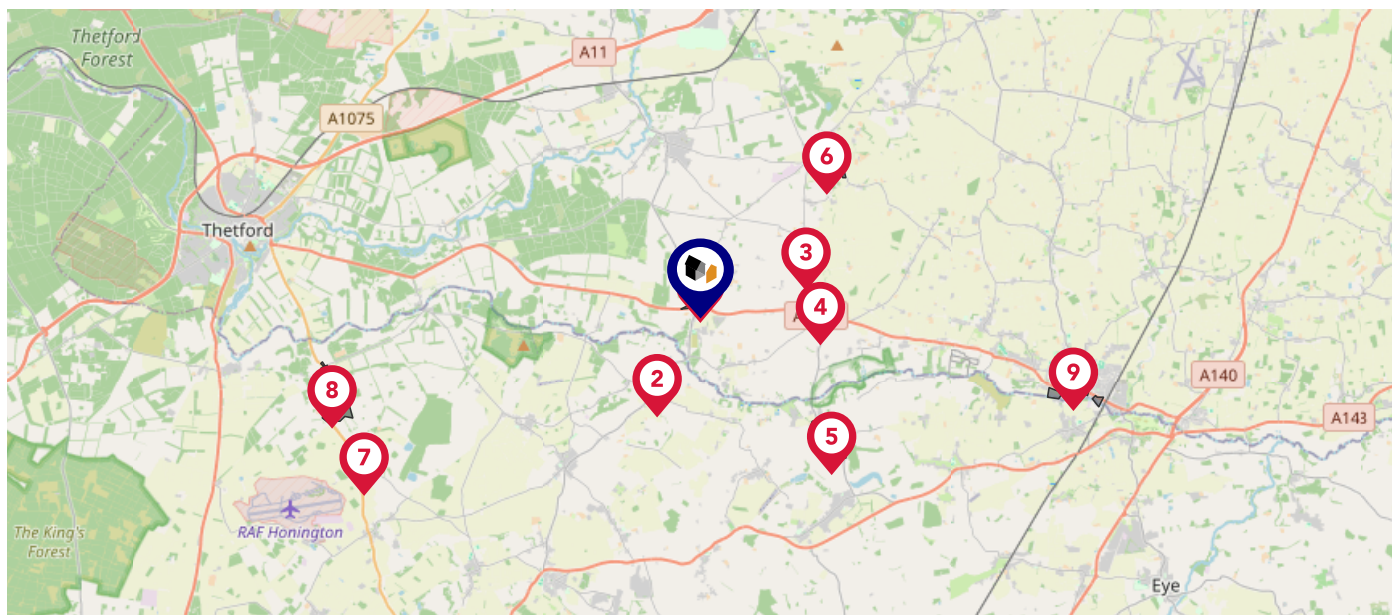 Thetford
Forest
A11
A1075
6
Thetford
3
4
A
2
9
A140
8
A143
5
7
RAF Honington
The King's
Forest
Eye